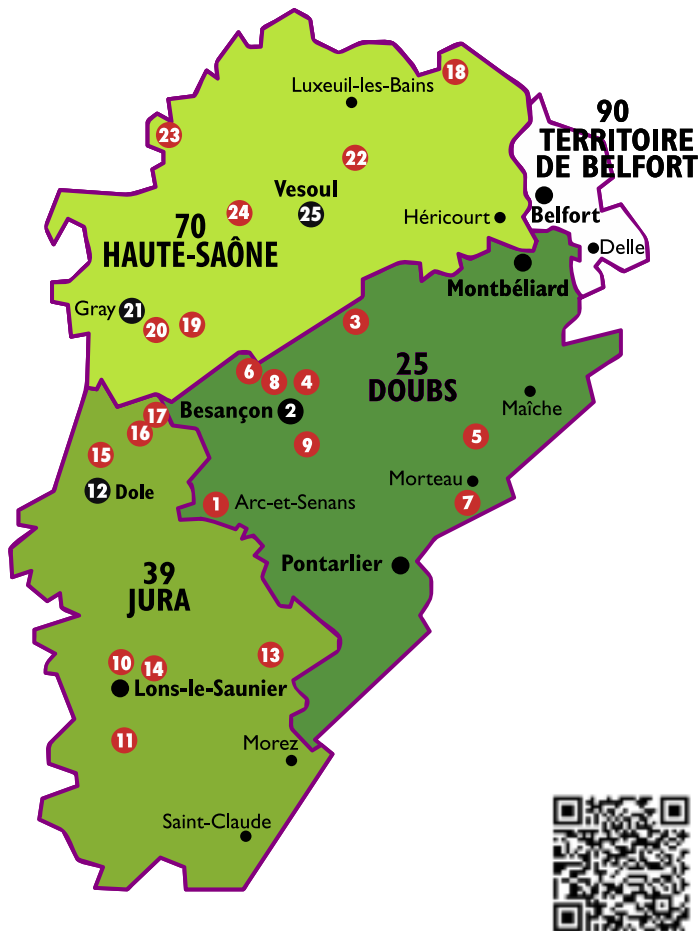 18
Luxeuil-les-Bains
90
TERRITOIRE
DE BELFORT
23
22
Vesoul
25
24
Héricourt
Belfort
70
HAUTE-SAÔNE
Delle
Montbéliard
Gray 21
20
19
3
25
DOUBS
6
8
4
Maîche
Besançon 2
17
16
9
5
15
Morteau
7
12 Dole
1 Arc-et-Senans
Pontarlier
39
JURA
13
10
14
Lons-le-Saunier
11
Morez
Saint-Claude